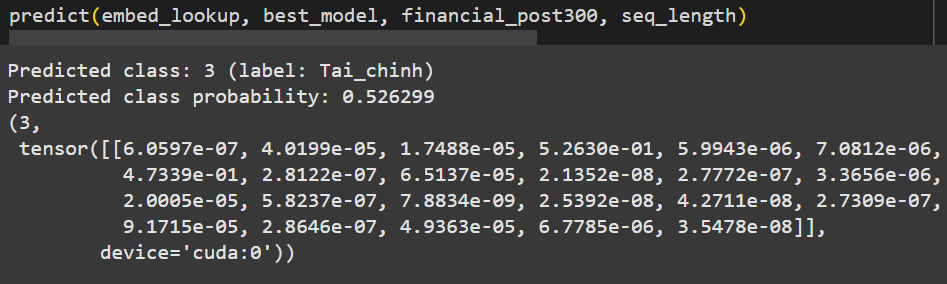 predict(embed_lookup, best_model, financial_post300, seq_length)
Predicted class: 3 (label: Tai_chinh)
Predicted class probability: 0.526299
(3,
 tensor([[6.0597e-07, 4.0199e-05, 1.7488e-05, 5.2630e-01, 5.9943e-06, 7.0812e-06,
          4.7339e-01, 2.8122e-07, 6.5137e-05, 2.1352e-08, 2.7772e-07, 3.3656e-06,
          2.0005e-05, 5.8237e-07, 7.8834e-09, 2.5392e-08, 4.2711e-08, 2.7309e-07,
          9.1715e-05, 2.8646e-07, 4.9363e-05, 6.7785e-06, 3.5478e-08]],
        device='cuda:0'))